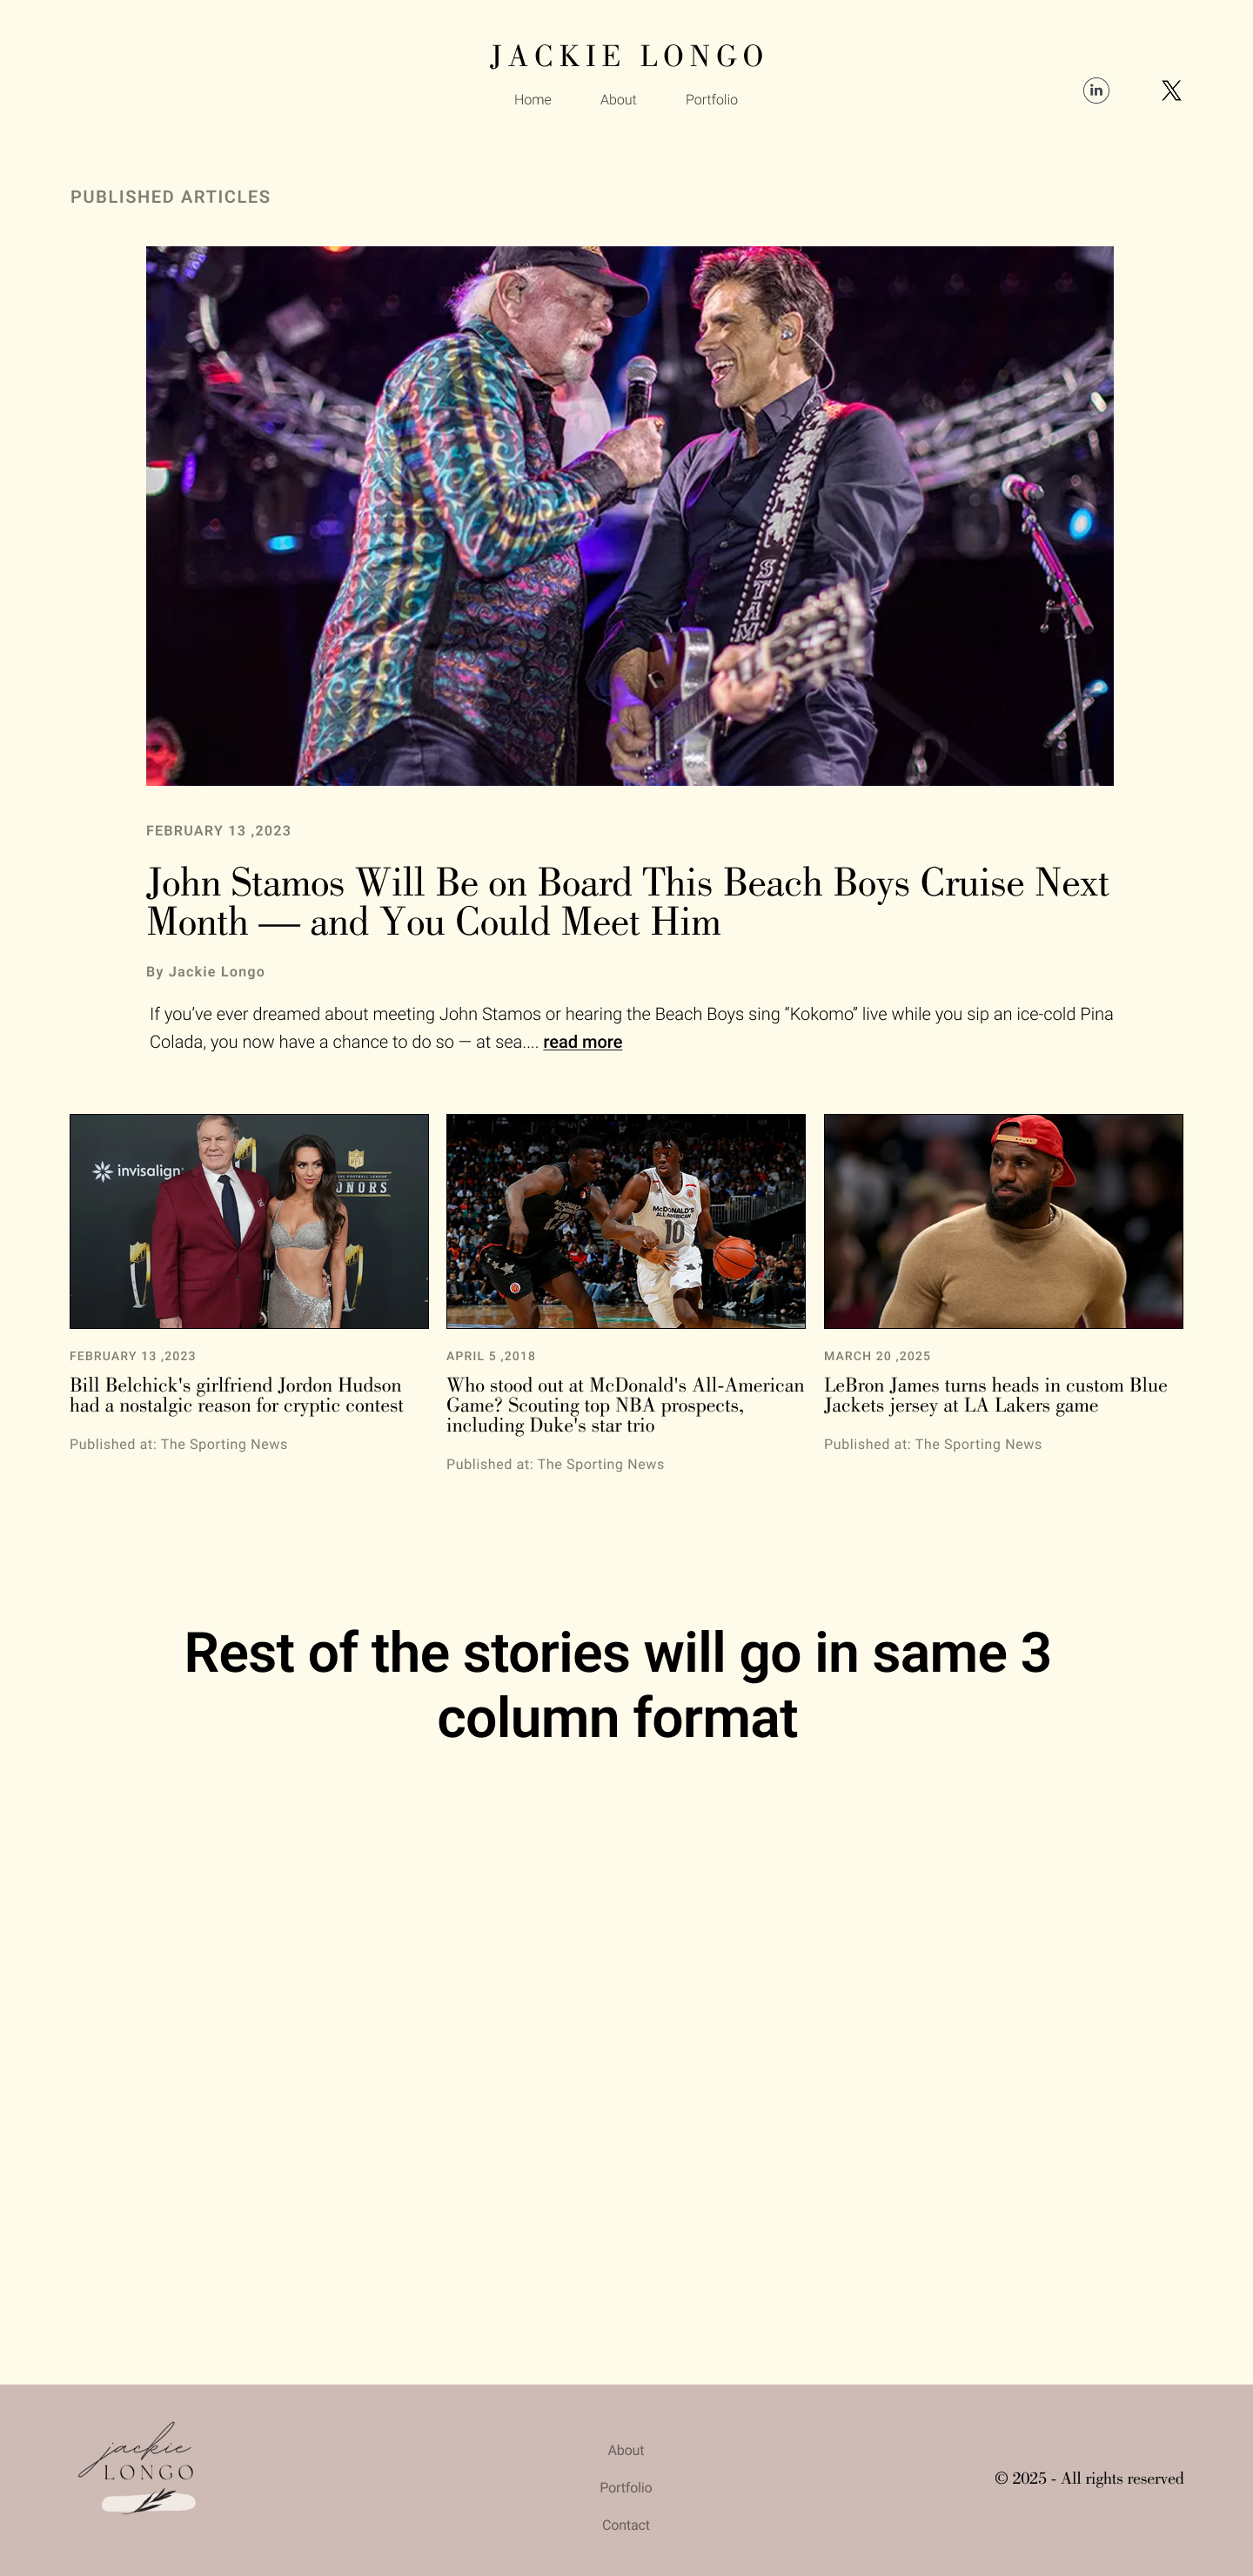 JACKIE LONGO
Home About Portfolio
in X
PUBLISHED ARTICLES
STAM
FEBRUARY 13 ,2023
John Stamos Will Be on Board This Beach Boys Cruise Next
Month — and You Could Meet Him
By Jackie Longo
If you’ve ever dreamed about meeting John Stamos or hearing the Beach Boys sing “Kokomo” live while you sip an ice-cold Pina
Colada, you now have a chance to do so — at sea.... read more
invisalign
NFL
FEBRUARY 13 ,2023
Bill Belchick's girlfriend Jordon Hudson
had a nostalgic reason for cryptic contest
Published at: The Sporting News
McDONALD'S
ALL AMERICAN
10
APRIL 5 ,2018
Who stood out at McDonald's All-American
Game? Scouting top NBA prospects,
including Duke's star trio
Published at: The Sporting News
MARCH 20 ,2025
LeBron James turns heads in custom Blue
Jackets jersey at LA Lakers game
Published at: The Sporting News
Rest of the stories will go in same 3
column format
jackie
LONGO
About
Portfolio
Contact
© 2025 - All rights reserved